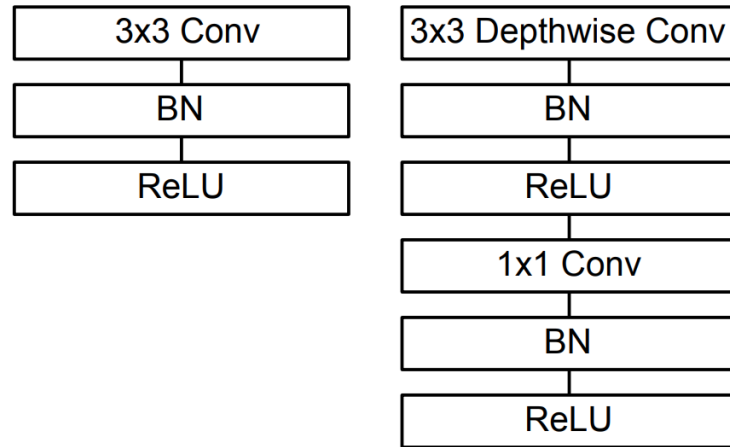 3x3 Conv
BN
ReLU
3x3 Depthwise Conv
BN
ReLU
1x1 Conv
BN
ReLU